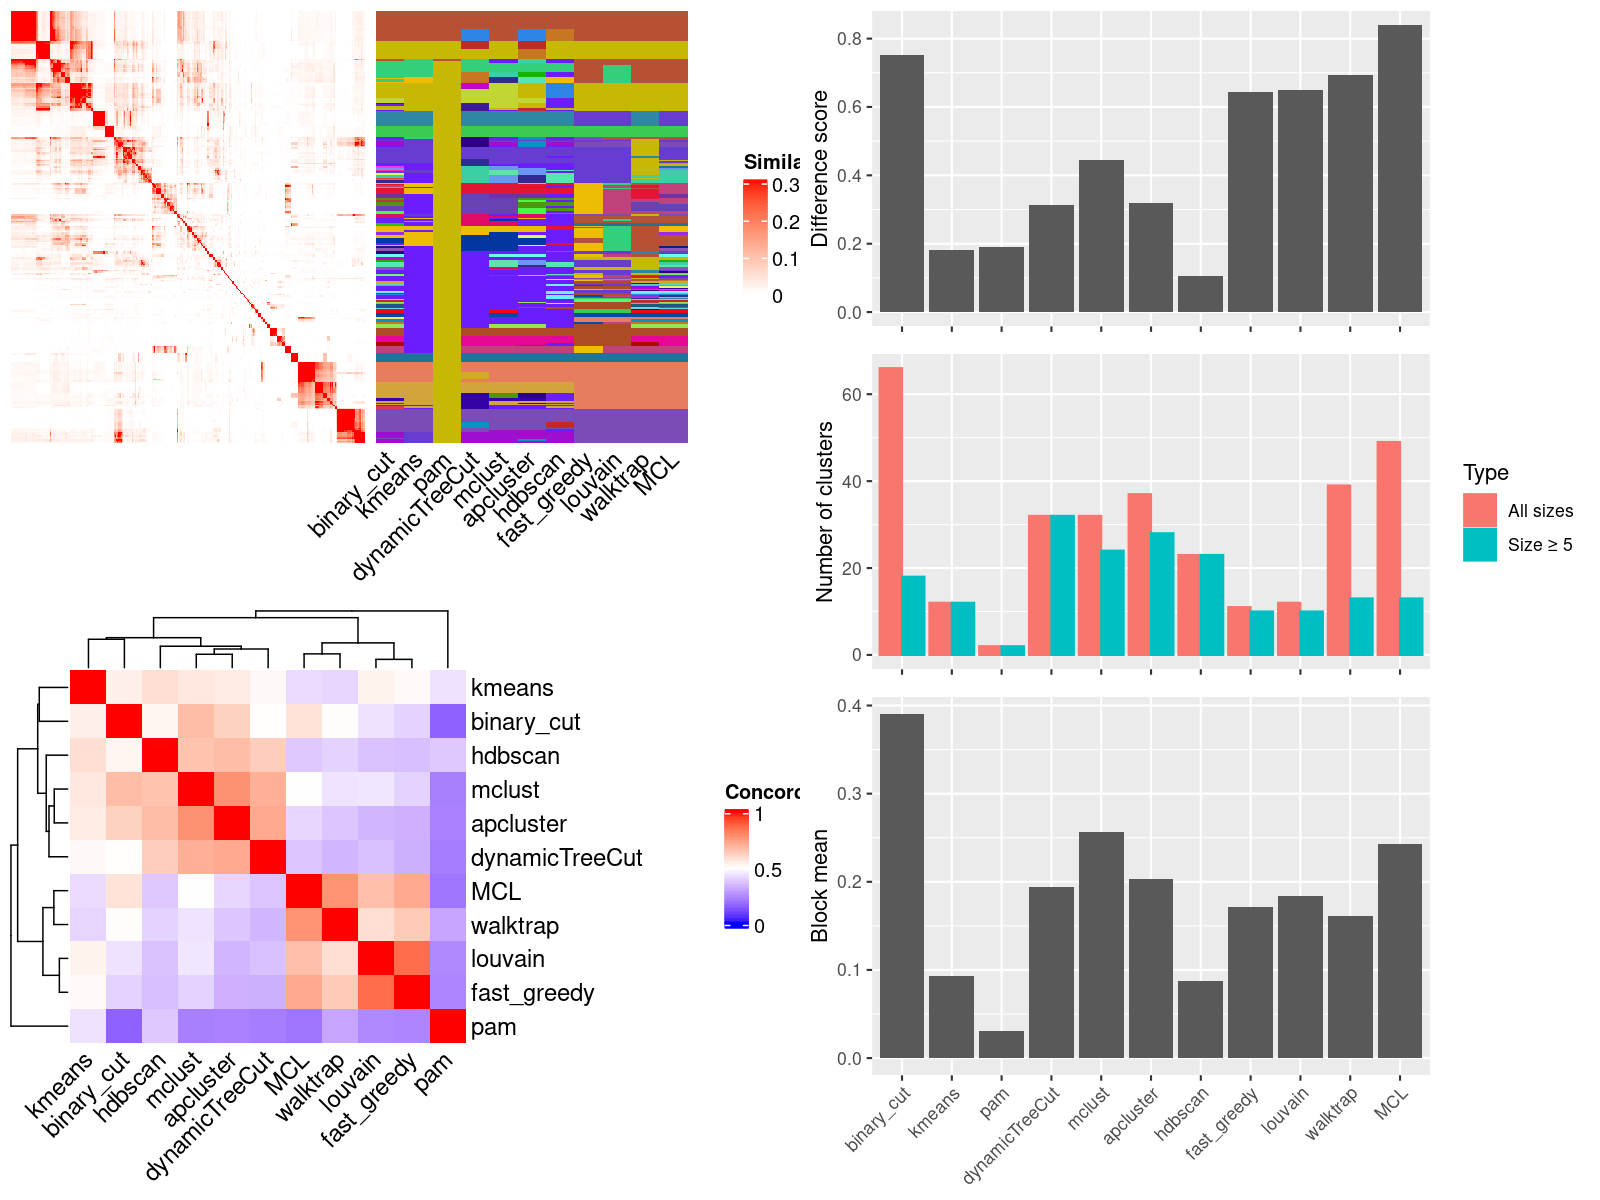 Simila
0.3
0.2
0.1
0
binary_cut
kmeans
pam
dynamicTreeCut
mclust
apcluster
hdbscan
fast_greedy
louvain
walktrap
MCL
kmeans
binary_cut
hdbscan
mclust
apcluster
dynamicTreeCut
MCL
walktrap
louvain
fast_greedy
pam
kmeans
binary_cut
hdbscan
mclust
apcluster
dynamicTreeCut
MCL
walktrap
louvain
fast_greedy
pam
Concord
1
0.5
0
Difference score
0.8
0.6
0.4
0.2
0.0
Number of clusters
60
40
20
0
Type
All sizes
Size ≥ 5
Block mean
0.4
0.3
0.2
0.1
0.0
binary_cut
kmeans
pam
dynamicTreeCut
mclust
apcluster
hdbscan
fast_greedy
louvain
walktrap
MCL